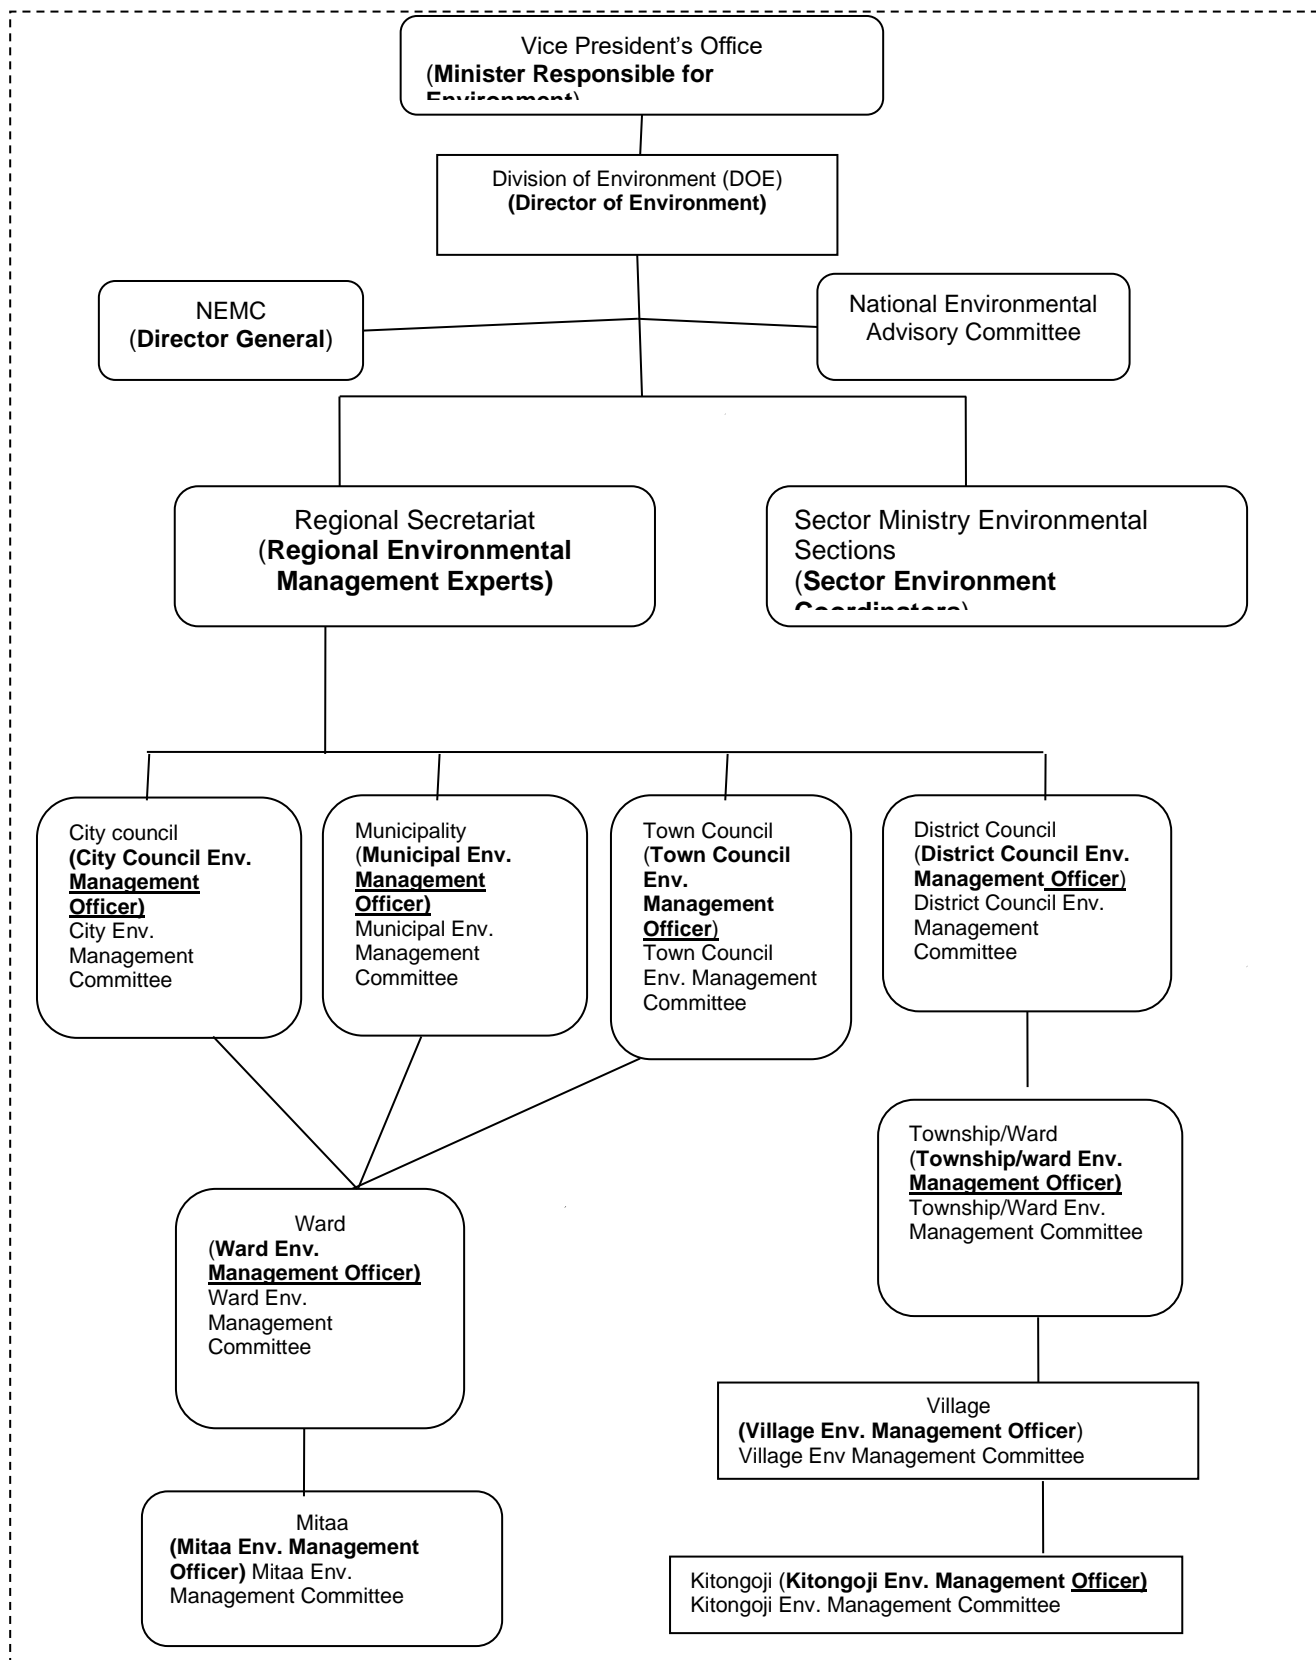 Vice President’s Office
(Minister Responsible for
Environment)
Division of Environment (DOE)
(Director of Environment)
NEMC
(Director General)
National Environmental
Advisory Committee
Regional Secretariat
(Regional Environmental
Management Experts)
Sector Ministry Environmental
Sections
(Sector Environment
Coordinators)
City council
(City Council Env.
Management
Officer)
City Env.
Management
Committee
Municipality
(Municipal Env.
Management
Officer)
Municipal Env.
Management
Committee
Town Council
(Town Council
Env.
Management
Officer)
Town Council
Env. Management
Committee
District Council
(District Council Env.
Management Officer)
District Council Env.
Management
Committee
Township/Ward
(Township/ward Env.
Management Officer)
Township/Ward Env.
Management Committee
Ward
(Ward Env.
Management Officer)
Ward Env.
Management
Committee
Village
(Village Env. Management Officer)
Village Env Management Committee
Mitaa
(Mitaa Env. Management
Officer) Mitaa Env.
Management Committee
Kitongoji (Kitongoji Env. Management Officer)
Kitongoji Env. Management Committee